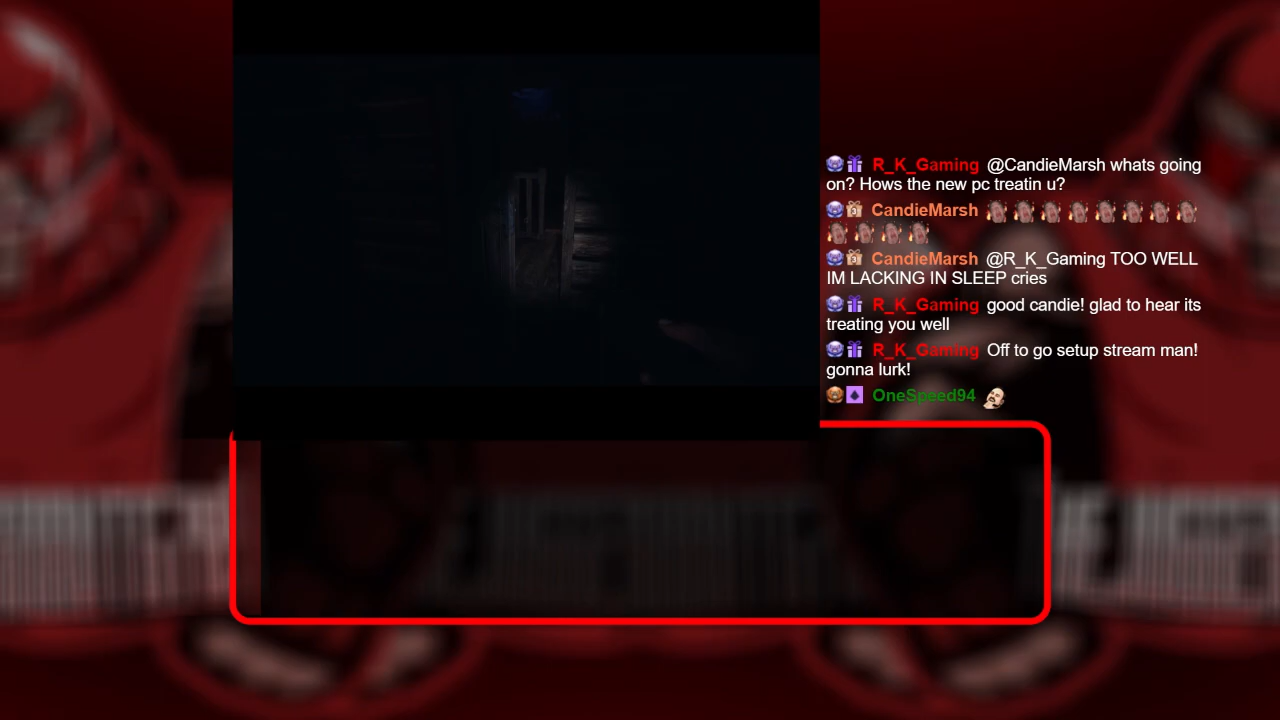 R_K_Gaming @CandieMarsh whats going
on? Hows the new pc treatin u?
CandieMarsh
CandieMarsh @R_K_Gaming TOO WELL
IM LACKING IN SLEEP cries
R_K_Gaming good candie! glad to hear its
treating you well
R_K_Gaming Off to go setup stream man!
gonna lurk!
OneSpeed94